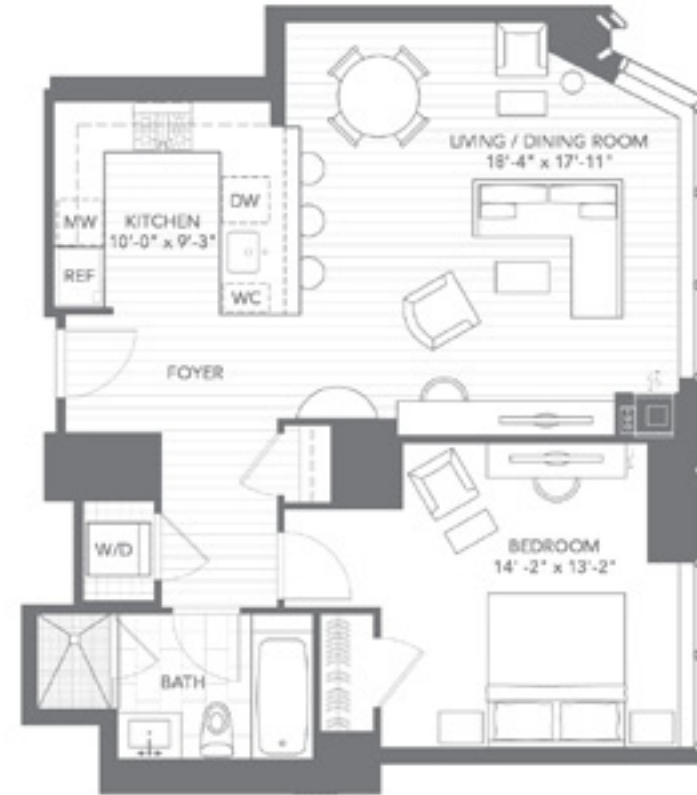 LIVING / DINING ROOM
18'-4" x 17'-11"
DW
MW
KITCHEN
10'-0" x 9'-3"
REF
WC
FOYER
W/D
BEDROOM
14' -2" x 13'-2"
BATH